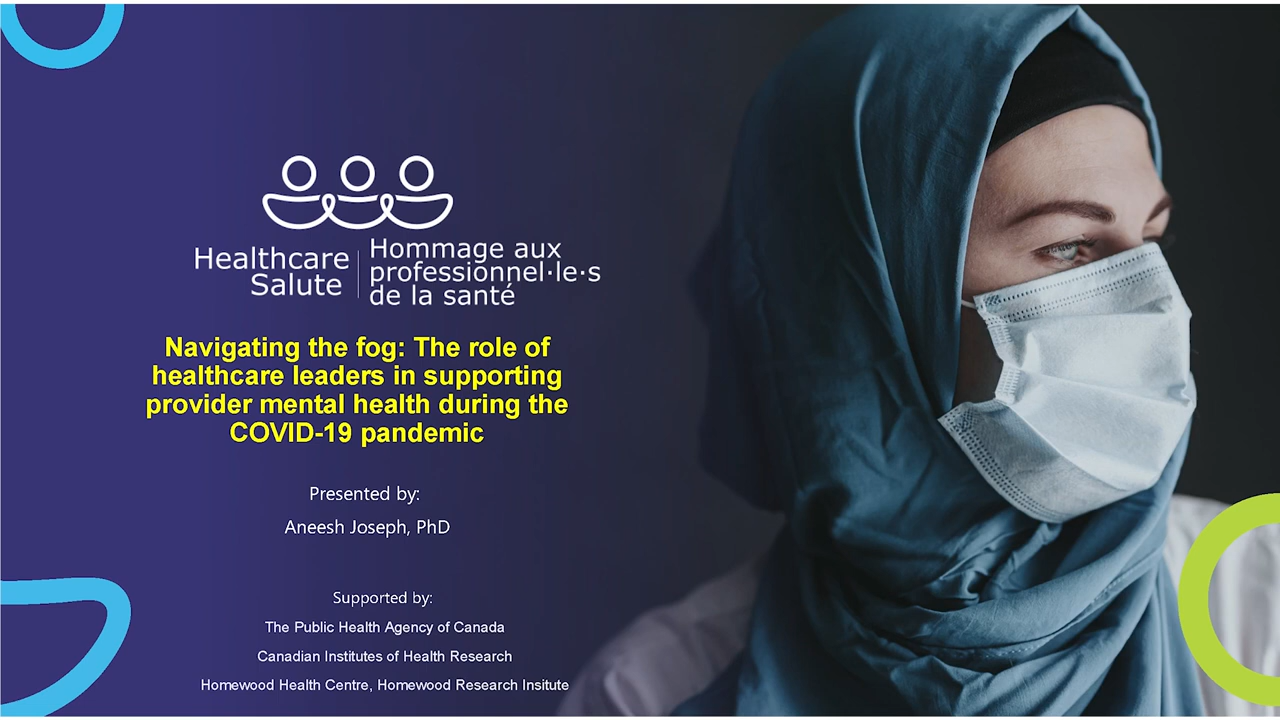 Healthcare
Salute
Hommage aux
professionnel·le·s
de la santé
Navigating the fog: The role of
healthcare leaders in supporting
provider mental health during the
COVID-19 pandemic
Presented by:
Aneesh Joseph, PhD
Supported by:
The Public Health Agency of Canada
Canadian Institutes of Health Research
Homewood Health Centre, Homewood Research Insitute